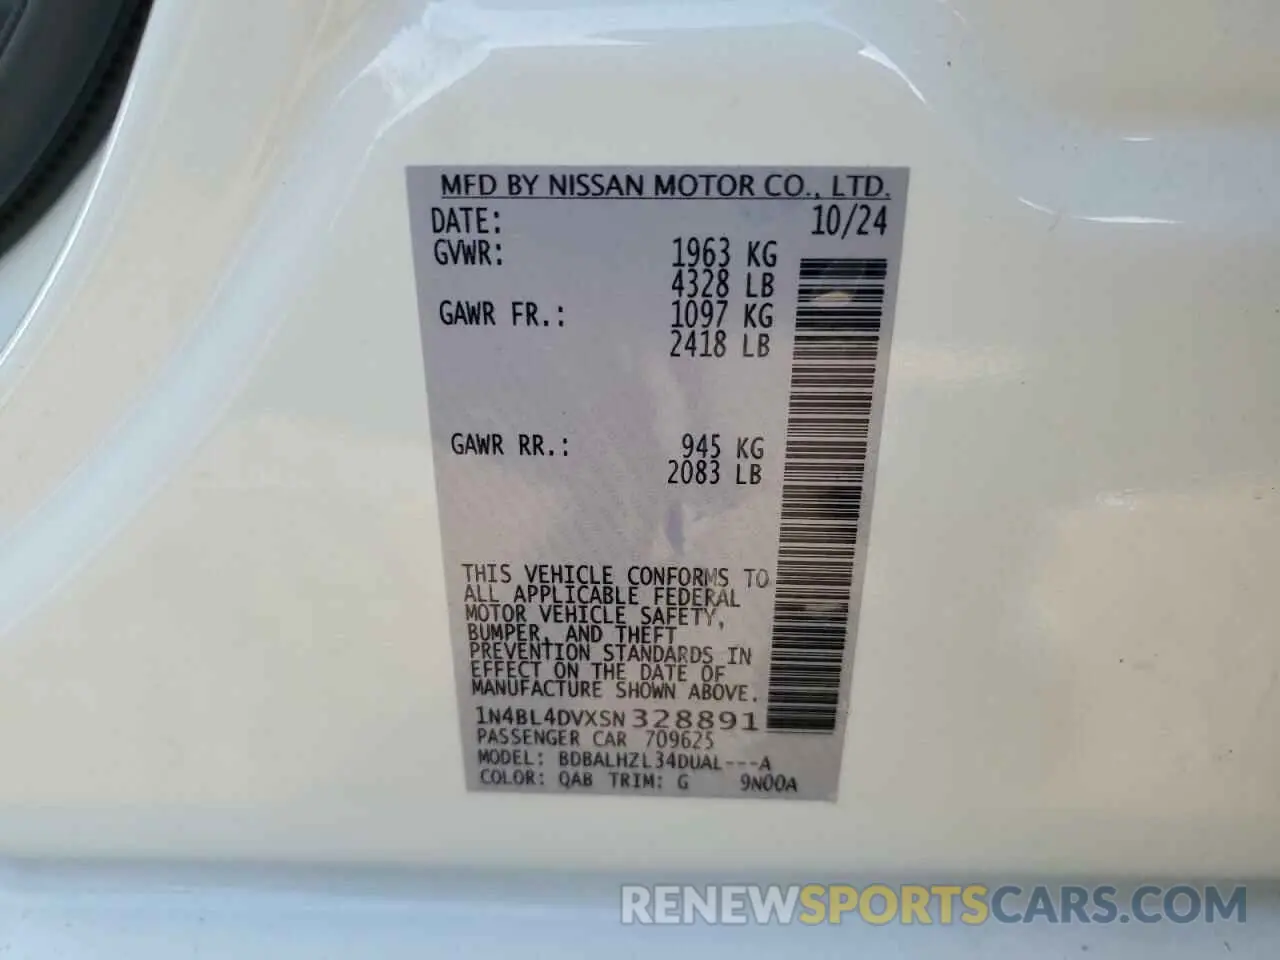 MFD BY NISSAN MOTOR CO., LTD.
DATE: 10/24
GVWR: 1963 KG
4328 LB
GAWR FR.: 1097 KG
2418 LB
GAWR RR.: 945 KG
2083 LB
THIS VEHICLE CONFORMS TO
ALL APPLICABLE FEDERAL
MOTOR VEHICLE SAFETY,
BUMPER, AND THEFT
PREVENTION STANDARDS IN
EFFECT ON THE DATE OF
MANUFACTURE SHOWN ABOVE.
1N4BL4DVXSN328891
PASSENGER CAR 709625
MODEL: BDBALHZL34DUAL---A
COLOR: QAB TRIM: G 9N00A
RENEWSPORTSCARS.COM